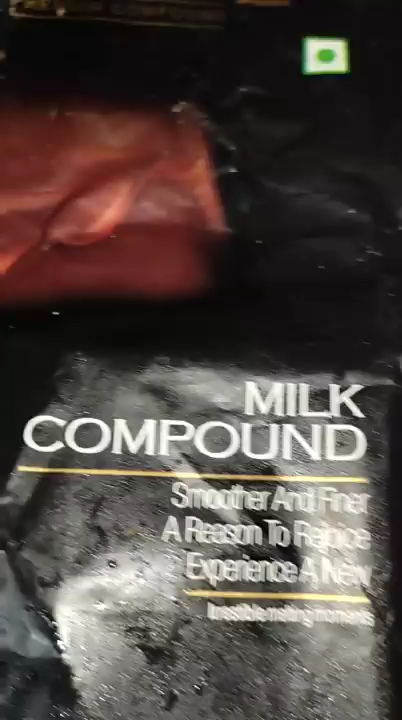 MILK
COMPOUND
Smoother And Finer
A Reason To Rejoice
Experience A New
Irresistible melting moments